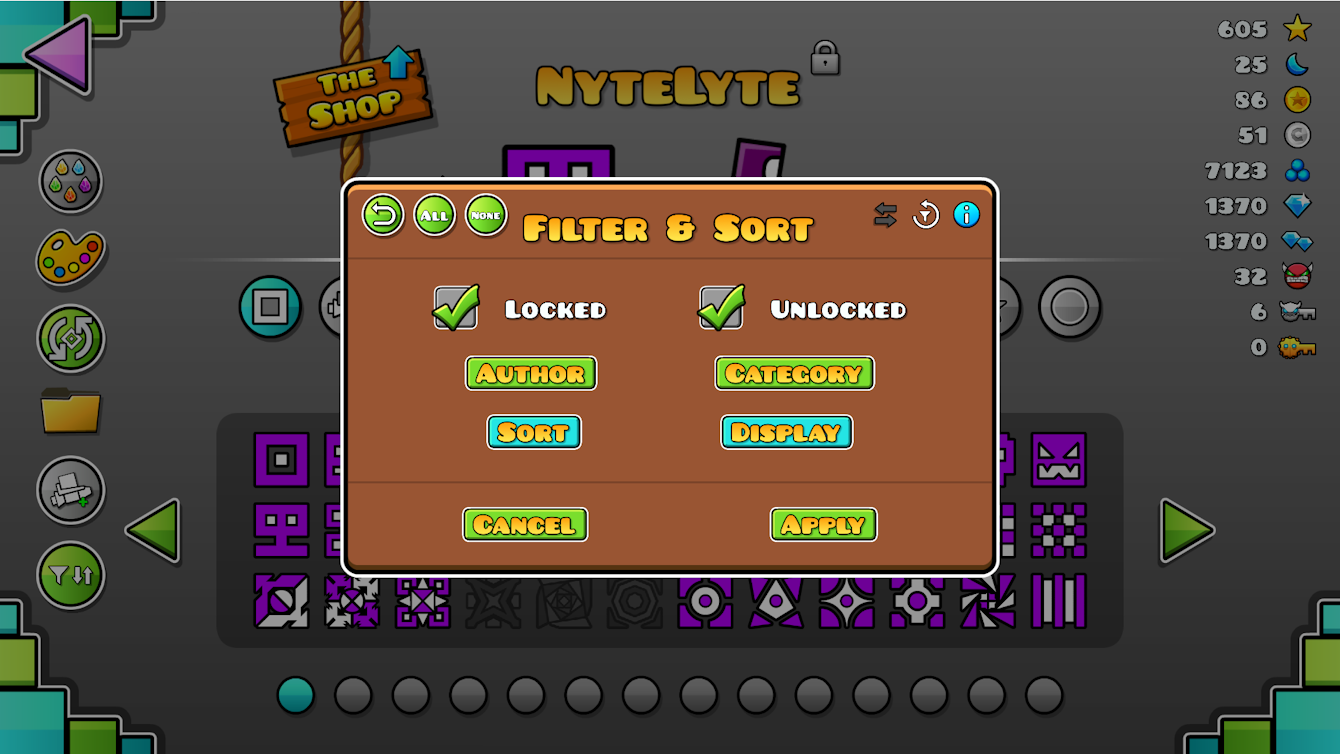 THE SHOP
NYTELYTE
605
25
86
51
7123
1370
1370
32
6
0
ALL
NONE
FILTER & SORT
i
LOCKED
UNLOCKED
AUTHOR
CATEGORY
SORT
DISPLAY
CANCEL
APPLY